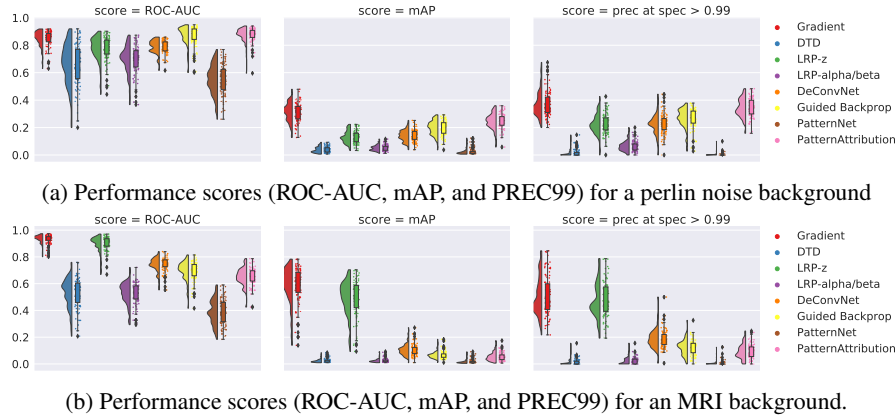 score = ROC-AUC
score = mAP
score = prec at spec > 0.99
1.0
0.8
0.6
0.4
0.2
0.0
Gradient
DTD
LRP-z
LRP-alpha/beta
DeConvNet
Guided Backprop
PatternNet
PatternAttribution
(a) Performance scores (ROC-AUC, mAP, and PREC99) for a perlin noise background
score = ROC-AUC
score = mAP
score = prec at spec > 0.99
1.0
0.8
0.6
0.4
0.2
0.0
Gradient
DTD
LRP-z
LRP-alpha/beta
DeConvNet
Guided Backprop
PatternNet
PatternAttribution
(b) Performance scores (ROC-AUC, mAP, and PREC99) for an MRI background.